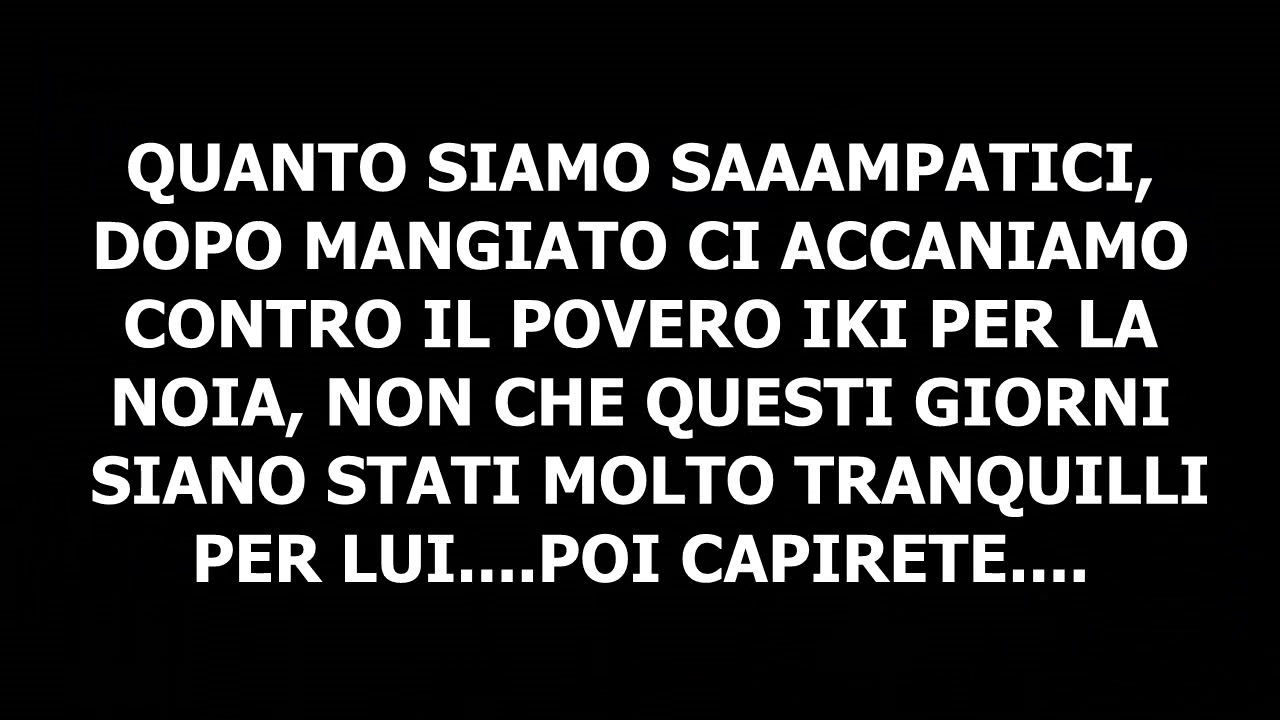 QUANTO SIAMO SAAAMPATICI,
DOPO MANGIATO CI ACCANIAMO
CONTRO IL POVERO IKI PER LA
NOIA, NON CHE QUESTI GIORNI
SIANO STATI MOLTO TRANQUILLI
PER LUI....POI CAPIRETE....